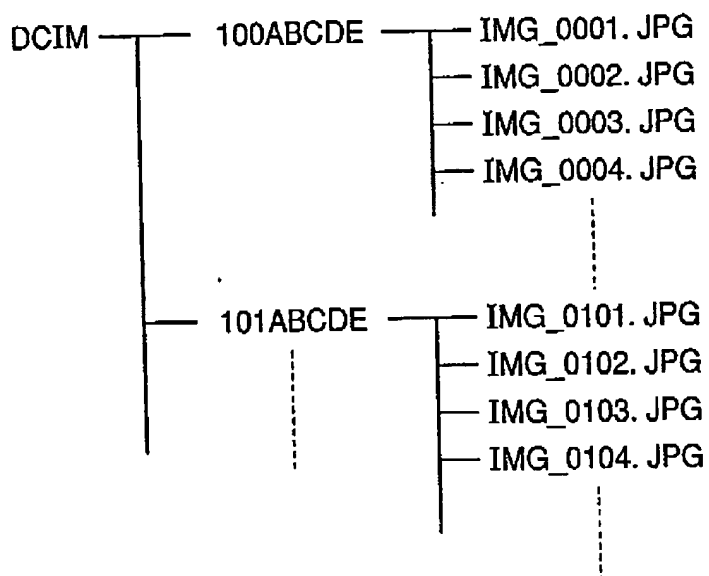 DCIM 100ABCDE IMG_0001. JPG
IMG_0002. JPG
IMG_0003. JPG
IMG_0004. JPG
101ABCDE IMG_0101. JPG
IMG_0102. JPG
IMG_0103. JPG
IMG_0104. JPG